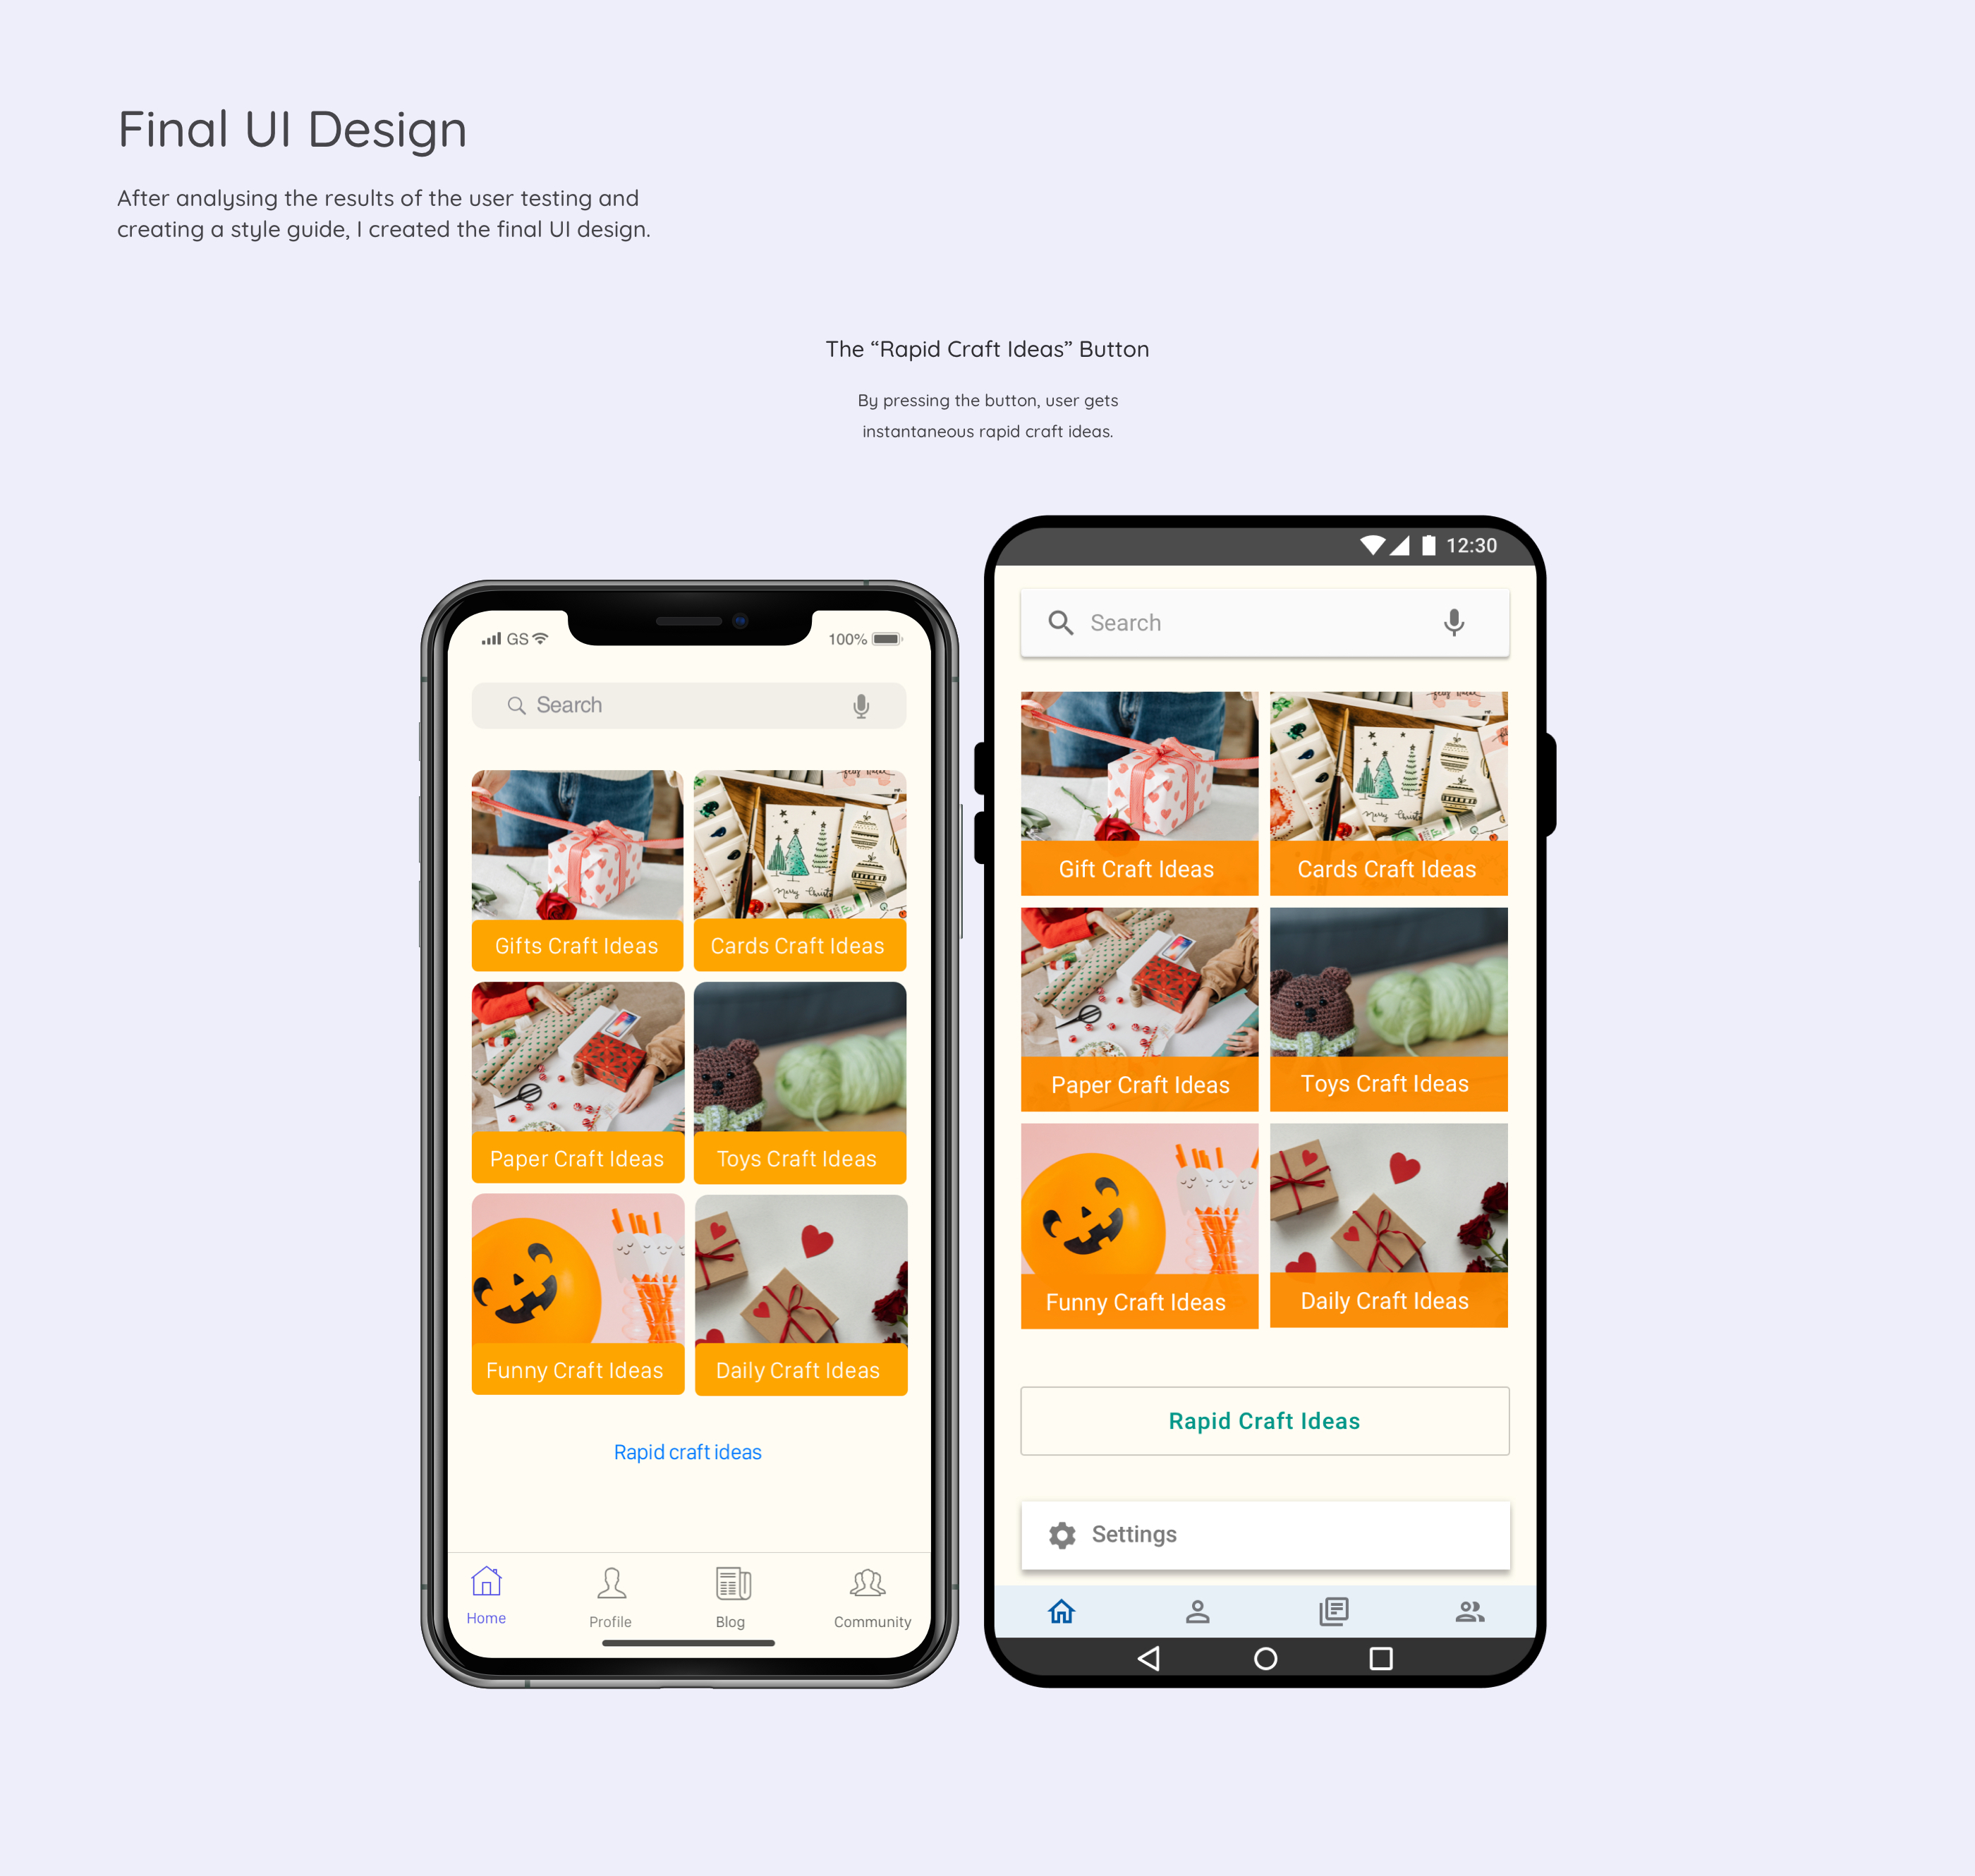 Final UI Design
After analysing the results of the user testing and
creating a style guide, I created the final UI design.
The “Rapid Craft Ideas” Button
By pressing the button, user gets
instantaneous rapid craft ideas.
GS
100%
Search
Gifts Craft Ideas
Cards Craft Ideas
Paper Craft Ideas
Toys Craft Ideas
Funny Craft Ideas
Daily Craft Ideas
Rapid craft ideas
Home
Profile
Blog
Community
12:30
Search
Merry Christ
Gift Craft Ideas
Cards Craft Ideas
Paper Craft Ideas
Toys Craft Ideas
Funny Craft Ideas
Daily Craft Ideas
Rapid Craft Ideas
Settings